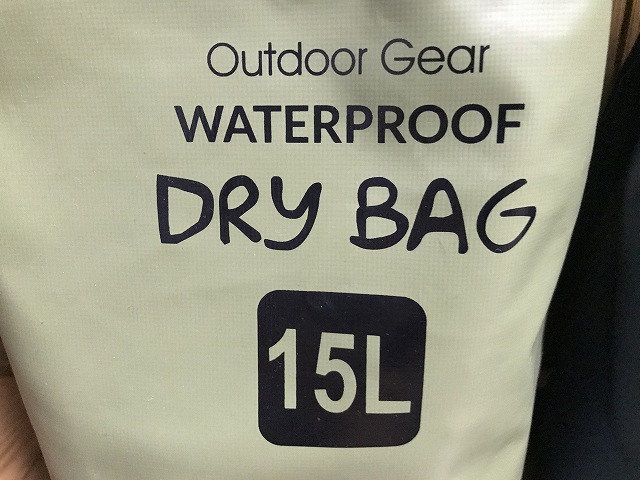 Outdoor Gear
WATERPROOF
DRY BAG
15L